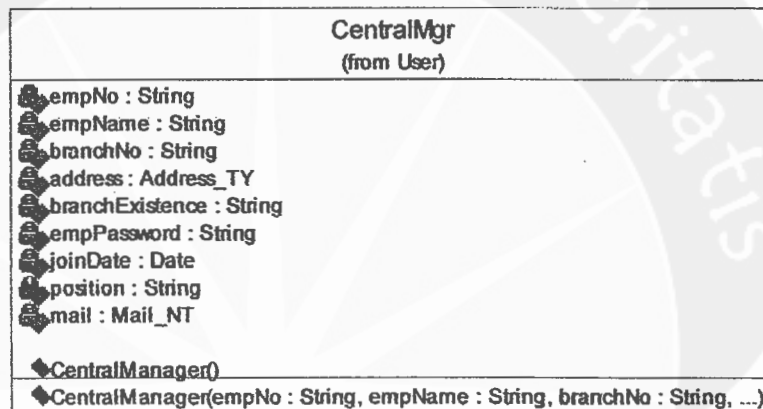 CentralMgr
(from User)
empNo : String
empName : String
branchNo : String
address : Address_TY
branchExistence : String
empPassword : String
joinDate : Date
position : String
mail : Mail_NT
CentralManager()
CentralManager(empNo : String, empName : String, branchNo : String, ...)
eritatis